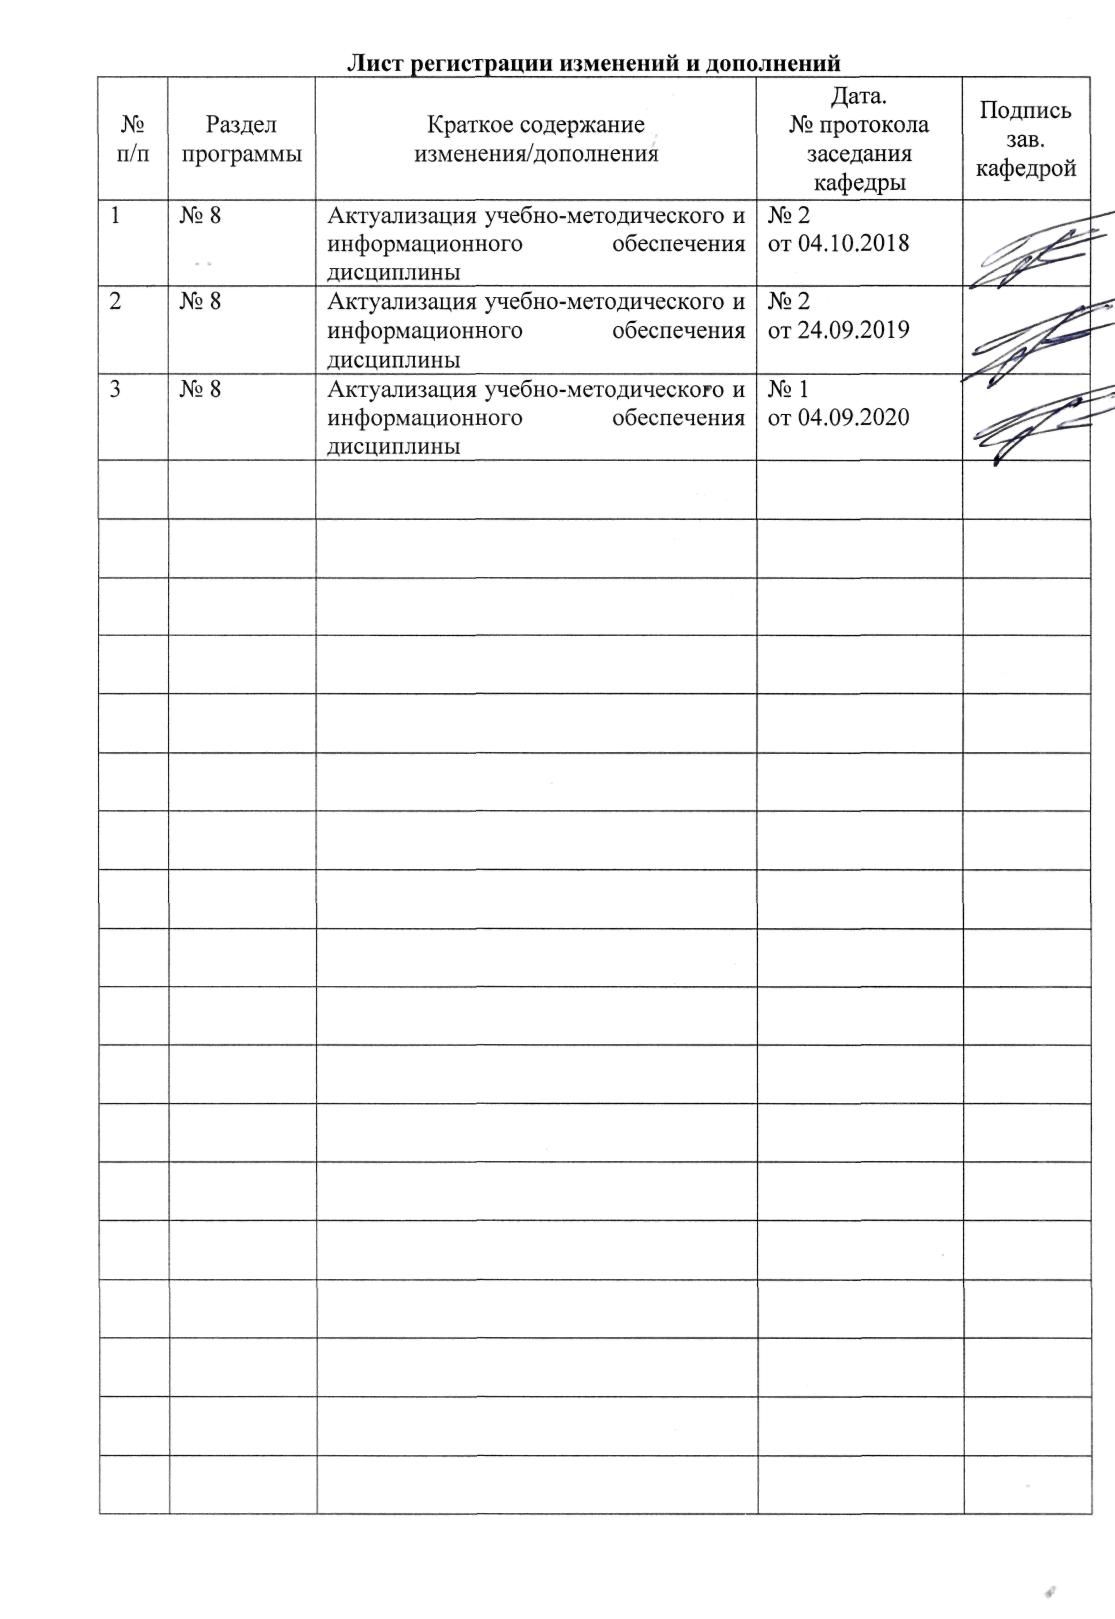 Лист регистрации изменений и дополнений
№ п/п
Раздел программы
Краткое содержание изменения/дополнения
Дата. № протокола заседания кафедры
Подпись зав. кафедрой
1
№ 8
Актуализация учебно-методического и
информационного обеспечения
дисциплины
№ 2
от 04.10.2018
2
№ 8
Актуализация учебно-методического и
информационного обеспечения
дисциплины
№ 2
от 24.09.2019
3
№ 8
Актуализация учебно-методического и
информационного обеспечения
дисциплины
№ 1
от 04.09.2020